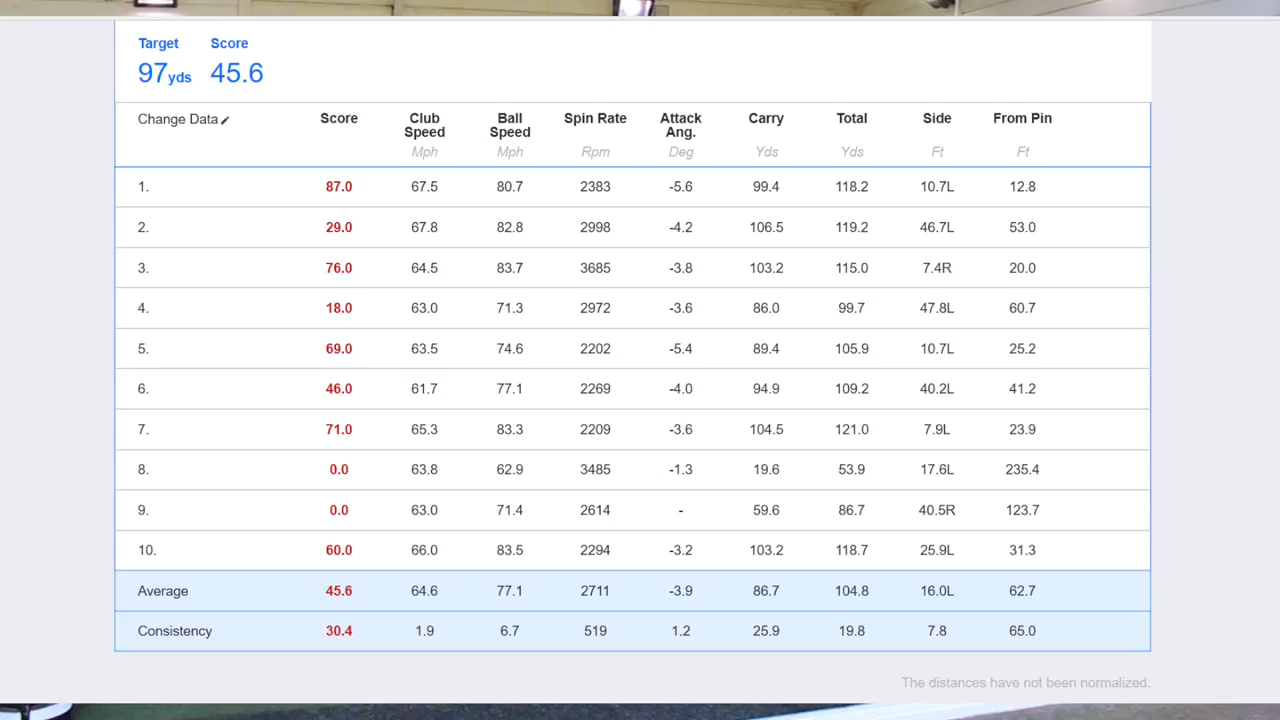 Target Score
97yds 45.6
Change Data Score Club Speed Ball Speed Spin Rate Attack Ang. Carry Total Side From Pin
Mph Mph Rpm Deg Yds Yds Ft Ft
1. 87.0 67.5 80.7 2383 -5.6 99.4 118.2 10.7L 12.8
2. 29.0 67.8 82.8 2998 -4.2 106.5 119.2 46.7L 53.0
3. 76.0 64.5 83.7 3685 -3.8 103.2 115.0 7.4R 20.0
4. 18.0 63.0 71.3 2972 -3.6 86.0 99.7 47.8L 60.7
5. 69.0 63.5 74.6 2202 -5.4 89.4 105.9 10.7L 25.2
6. 46.0 61.7 77.1 2269 -4.0 94.9 109.2 40.2L 41.2
7. 71.0 65.3 83.3 2209 -3.6 104.5 121.0 7.9L 23.9
8. 0.0 63.8 62.9 3485 -1.3 19.6 53.9 17.6L 235.4
9. 0.0 63.0 71.4 2614 - 59.6 86.7 40.5R 123.7
10. 60.0 66.0 83.5 2294 -3.2 103.2 118.7 25.9L 31.3
Average 45.6 64.6 77.1 2711 -3.9 86.7 104.8 16.0L 62.7
Consistency 30.4 1.9 6.7 519 1.2 25.9 19.8 7.8 65.0
The distances have not been normalized.